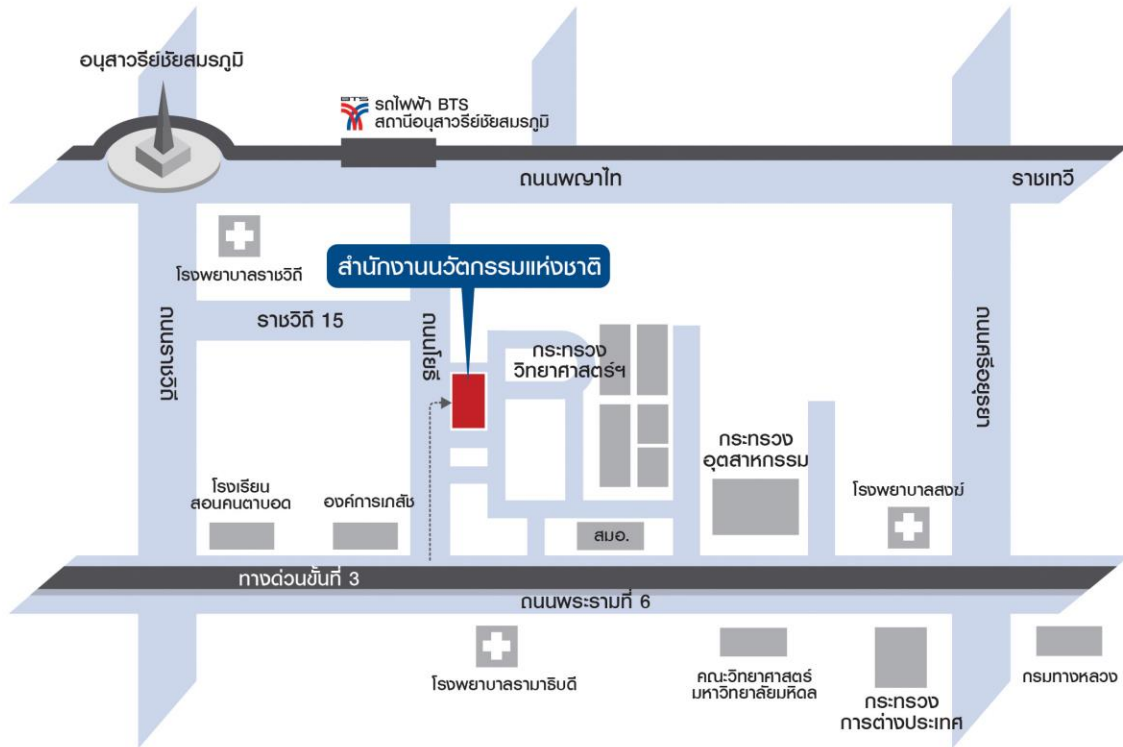 อนุสาวรีย์ชัยสมรภูมิ
BTS
รถไฟฟ้า BTS
สถานีอนุสาวรีย์ชัยสมรภูมิ
ถนนพญาไท
ราชเทวี
โรงพยาบาลราชวิถี
สำนักงานนวัตกรรมแห่งชาติ
ถนนราชวิถี
ราชวิถี 15
ถนนโยธี
กระทรวง
วิทยาศาสตร์ฯ
ถนนศรีอยุธยา
กระทรวง
อุตสาหกรรม
โรงเรียน
สอนคนตาบอด
องค์การเภสัช
โรงพยาบาลสงฆ์
สมอ.
ทางด่วนขั้นที่ 3
ถนนพระรามที่ 6
โรงพยาบาลรามาธิบดี
คณะวิทยาศาสตร์
มหาวิทยาลัยมหิดล
กระทรวง
การต่างประเทศ
กรมทางหลวง